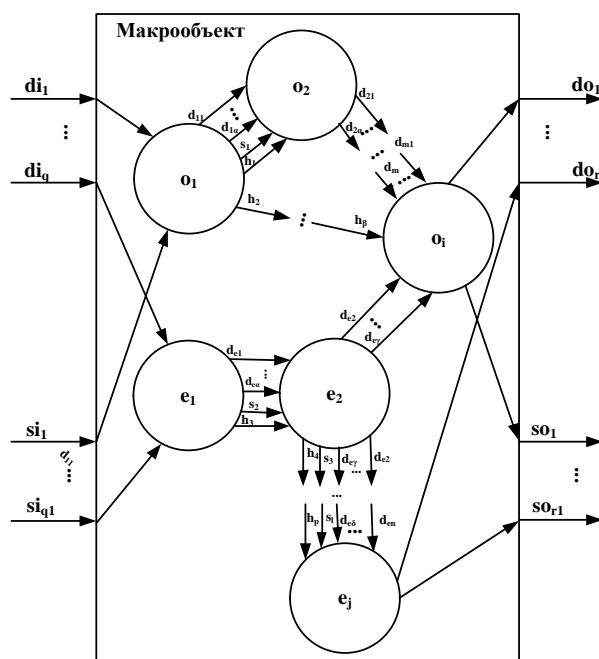 Макрообъект
di₁
do₁
o₂
d₁₁
d₂₁
d₁α
d₂α
s₁
h₁
dₘ₁
dₘ
diq
doᵣ
o₁
h₂
hβ
oᵢ
dₑ₂
dₑγ
dₑ₁
dₑα
e₁
s₂
h₃
e₂
si₁
so₁
d₁₁
h₄
s₃
dₑγ
dₑ₂
siq₁
soᵣ₁
hₚ
sₗ
dₑδ
dₑₙ
eⱼ